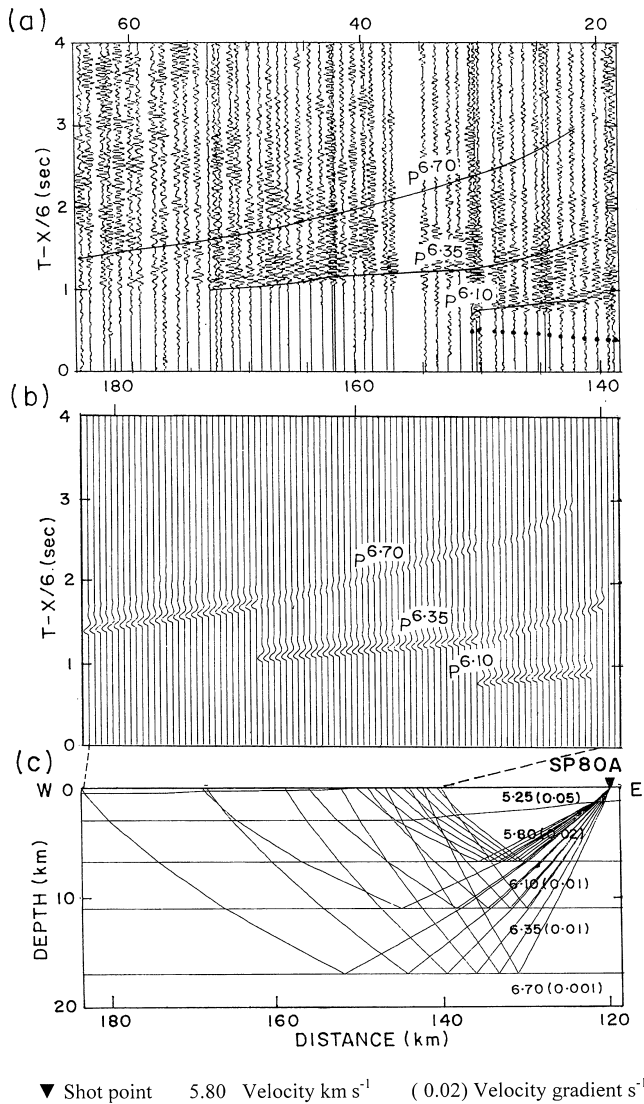 (a)
60 40 20
4
3
2
1
0
T-X/6 (sec)
P6.70
P6.35
P6.10
180 160 140
(b)
4
3
2
1
0
T-X/6.(sec)
P6.70
P6.35
P6.10
(c)
SP80A
W E
0
10
20
DEPTH (km)
5.25 (0.05)
5.80 (0.02)
6.10 (0.01)
6.35 (0.01)
6.70 (0.001)
180 160 140 120
DISTANCE (km)
▼ Shot point 5.80 Velocity km s-1 ( 0.02) Velocity gradient s-1